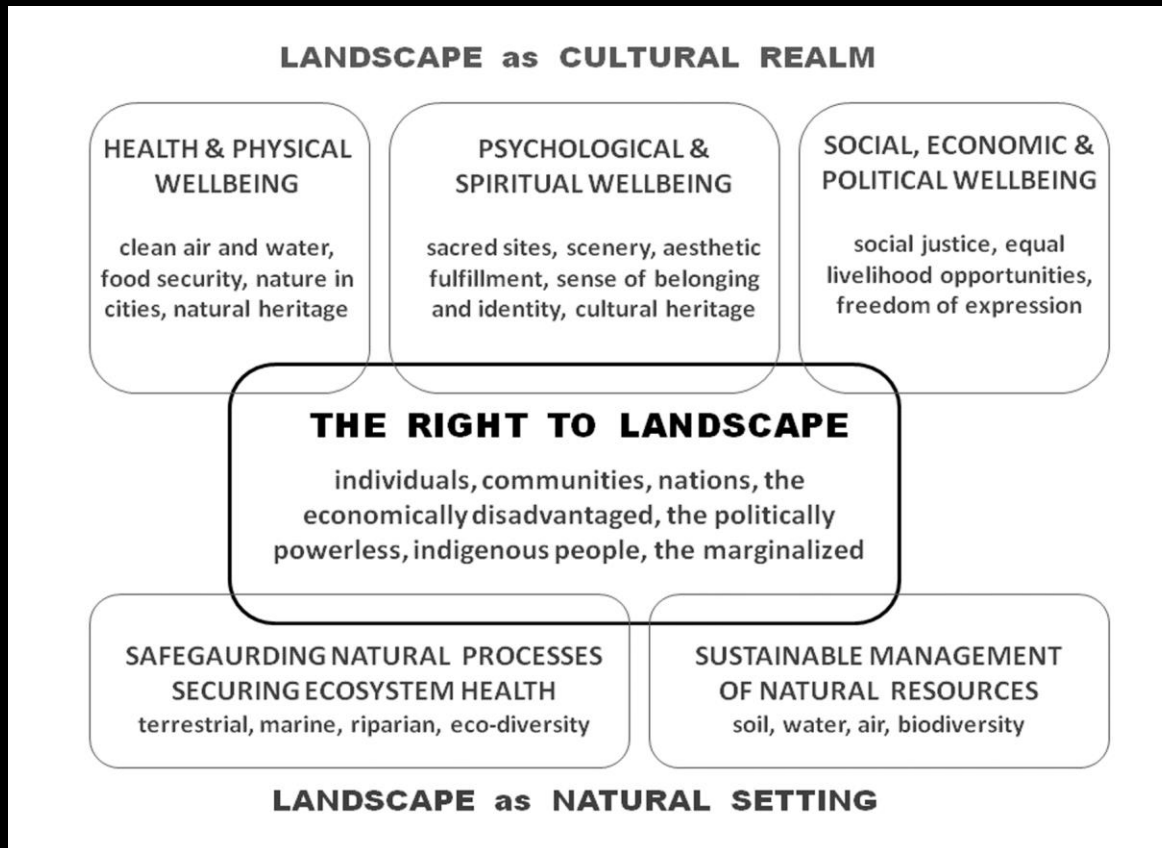 LANDSCAPE as CULTURAL REALM
HEALTH & PHYSICAL
WELLBEING
clean air and water,
food security, nature in
cities, natural heritage
PSYCHOLOGICAL &
SPIRITUAL WELLBEING
sacred sites, scenery, aesthetic
fulfillment, sense of belonging
and identity, cultural heritage
SOCIAL, ECONOMIC &
POLITICAL WELLBEING
social justice, equal
livelihood opportunities,
freedom of expression
THE RIGHT TO LANDSCAPE
individuals, communities, nations, the
economically disadvantaged, the politically
powerless, indigenous people, the marginalized
SAFEGAURDING NATURAL PROCESSES
SECURING ECOSYSTEM HEALTH
terrestrial, marine, riparian, eco-diversity
SUSTAINABLE MANAGEMENT
OF NATURAL RESOURCES
soil, water, air, biodiversity
LANDSCAPE as NATURAL SETTING